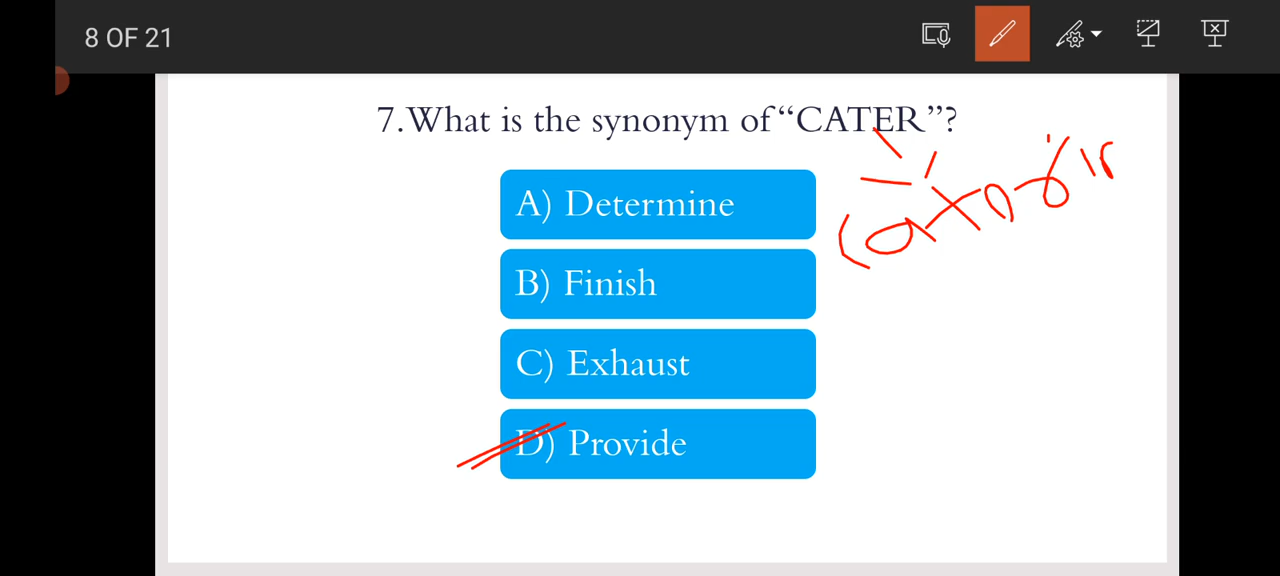 8 OF 21
7.What is the synonym of “CATER”?
A) Determine
B) Finish
C) Exhaust
D) Provide